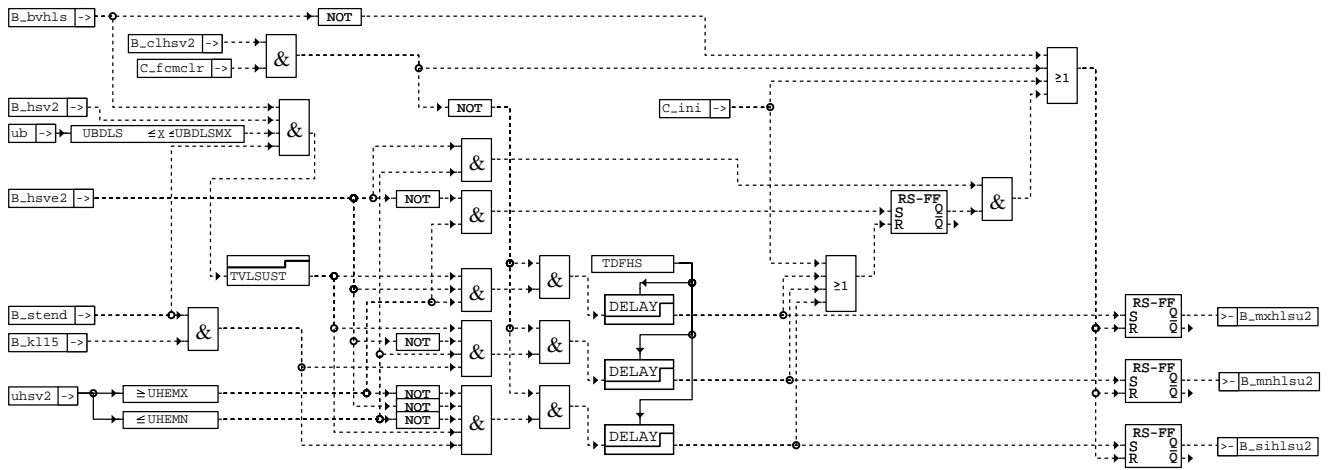 B_bvhls ->
NOT
B_clhsv2 ->
&
C_fcmclr ->
≥1
B_hsv2 ->
NOT
C_ini ->
ub ->
UBDLS ≤x≤UBDLSMX
&
&
B_hsve2 ->
NOT
&
RS-FF
S Q
R Q̅
&
TVLSUST
&
&
TDFHS
DELAY
≥1
B_stend ->
&
B_kl15 ->
NOT
&
&
DELAY
RS-FF
S Q
R Q̅
>- B_mxhlsu2
uhsv2 ->
≥UHEMX
≤UHEMN
NOT
NOT
NOT
&
&
DELAY
RS-FF
S Q
R Q̅
>- B_mnhlsu2
RS-FF
S Q
R Q̅
>- B_sihlsu2